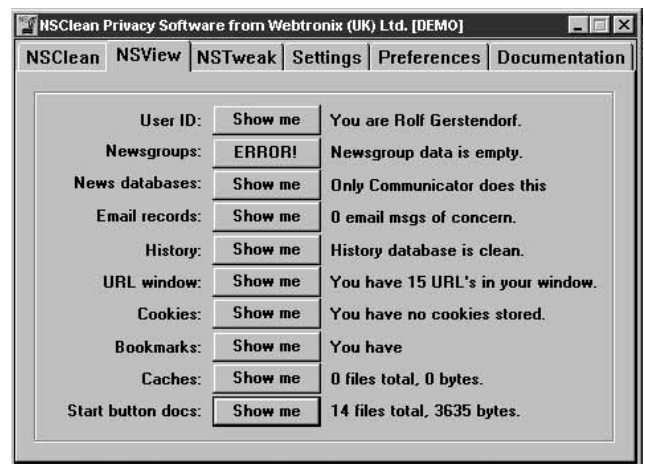 NSClean Privacy Software from Webtronix (UK) Ltd. [DEMO]
NSClean NSView NSTweak Settings Preferences Documentation
User ID: Show me You are Rolf Gerstendorf.
Newsgroups: ERROR! Newsgroup data is empty.
News databases: Show me Only Communicator does this
Email records: Show me 0 email msgs of concern.
History: Show me History database is clean.
URL window: Show me You have 15 URL's in your window.
Cookies: Show me You have no cookies stored.
Bookmarks: Show me You have
Caches: Show me 0 files total, 0 bytes.
Start button docs: Show me 14 files total, 3635 bytes.